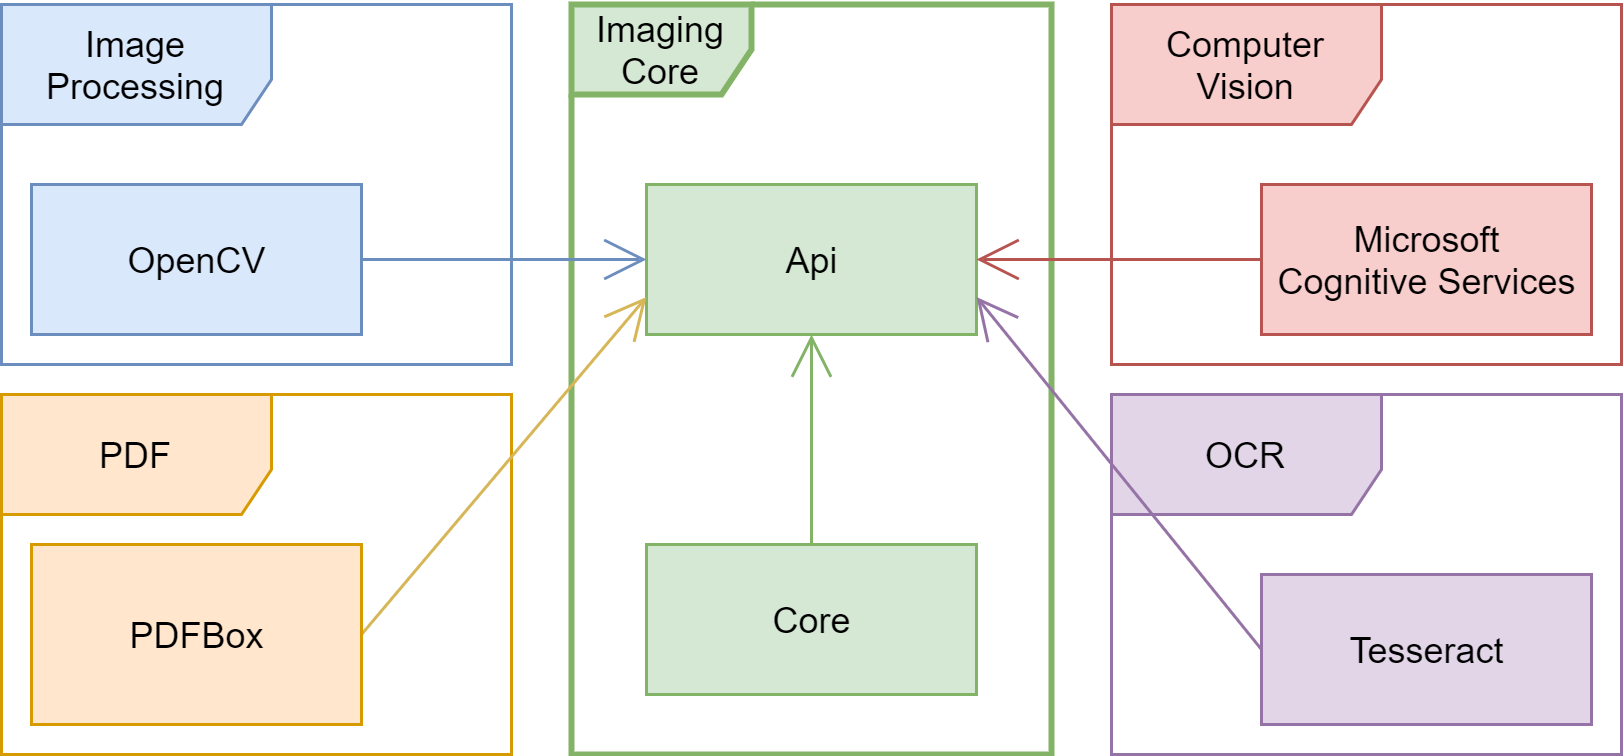 Image
Processing
OpenCV
Imaging
Core
Api
Computer
Vision
Microsoft
Cognitive Services
PDF
PDFBox
Core
OCR
Tesseract